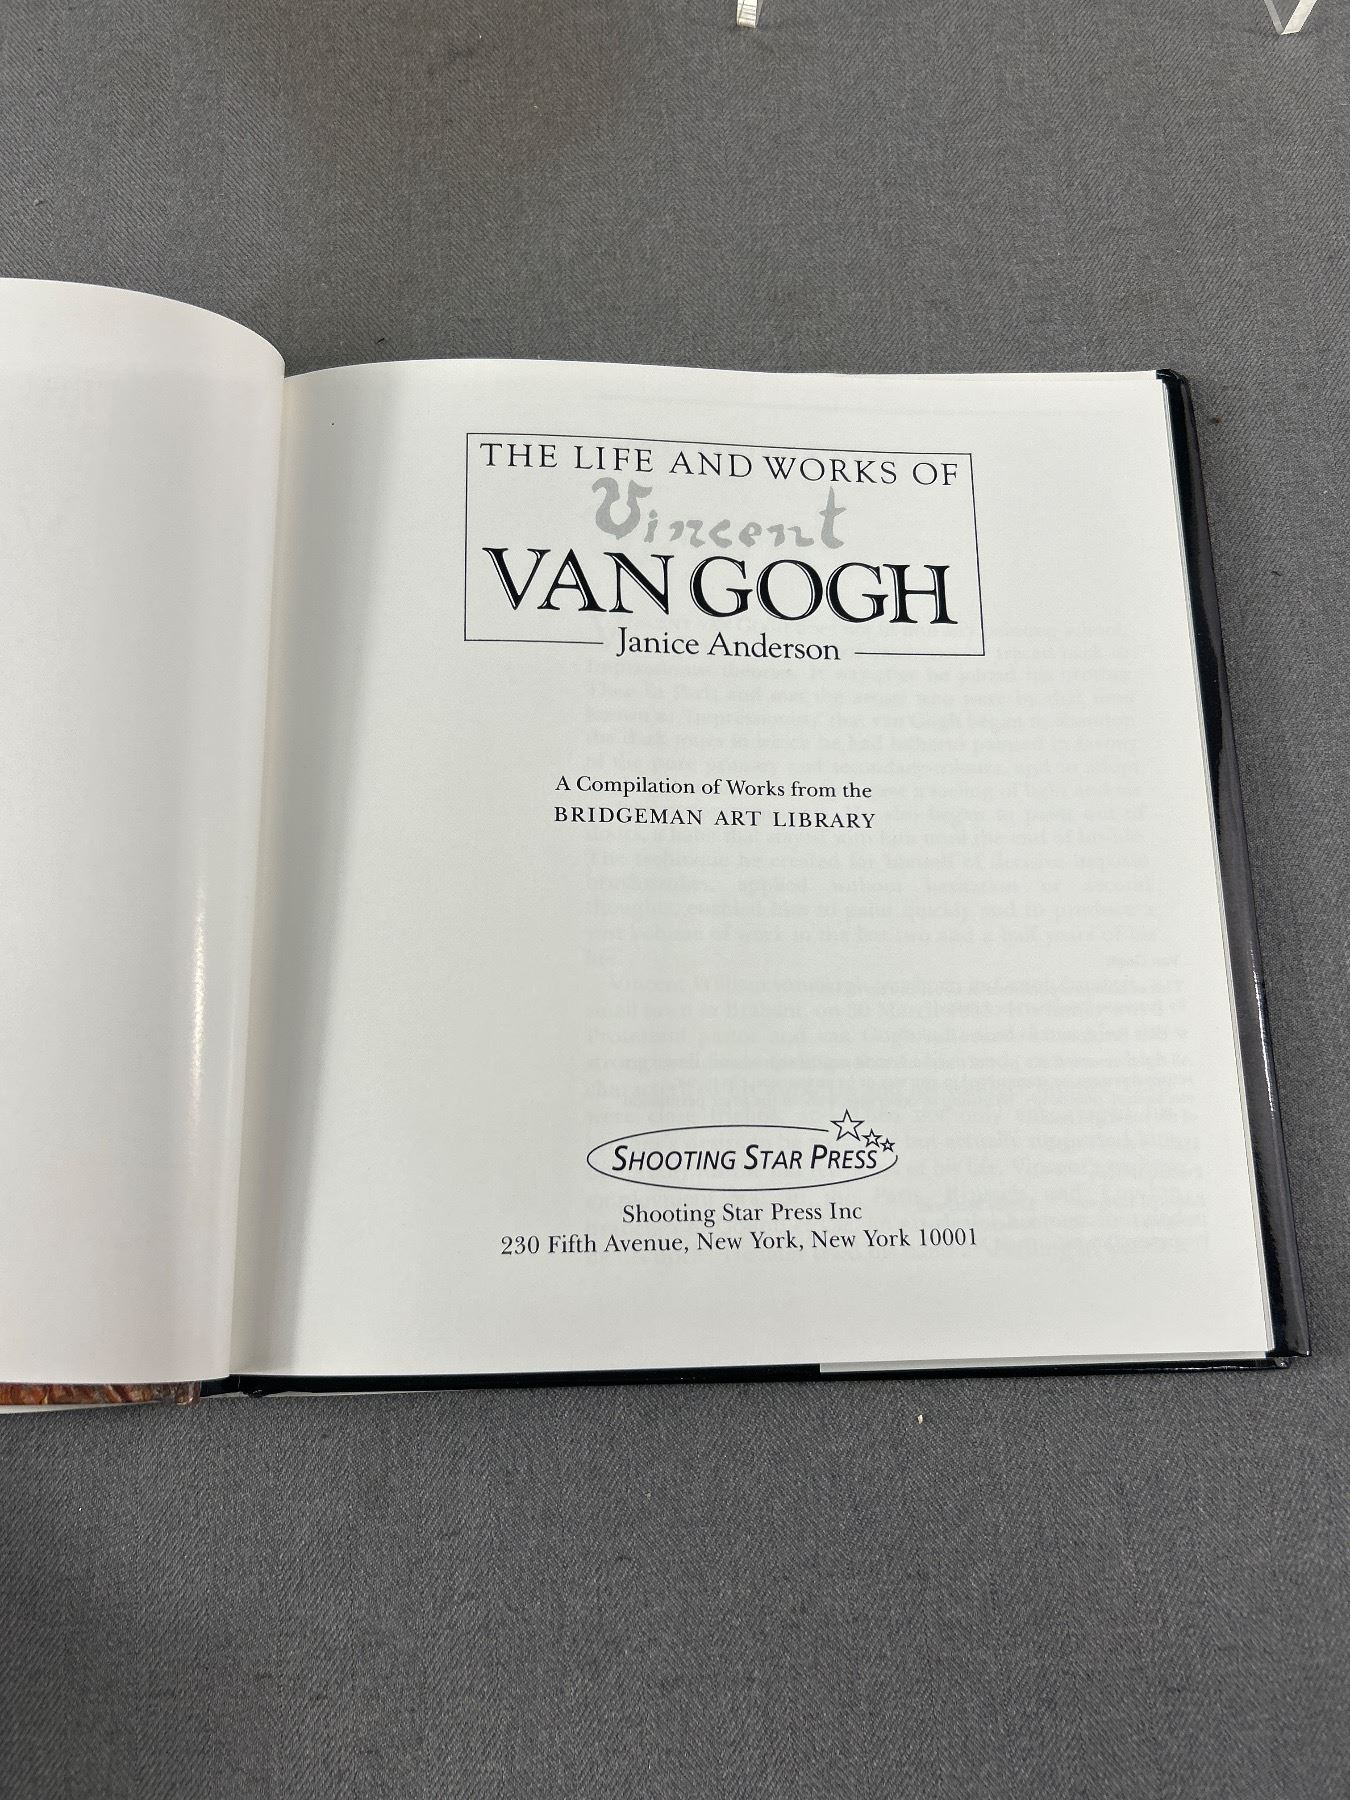 THE LIFE AND WORKS OF
Vincent
VAN GOGH
Janice Anderson
A Compilation of Works from the
BRIDGEMAN ART LIBRARY
SHOOTING STAR PRESS
Shooting Star Press Inc
230 Fifth Avenue, New York, New York 10001